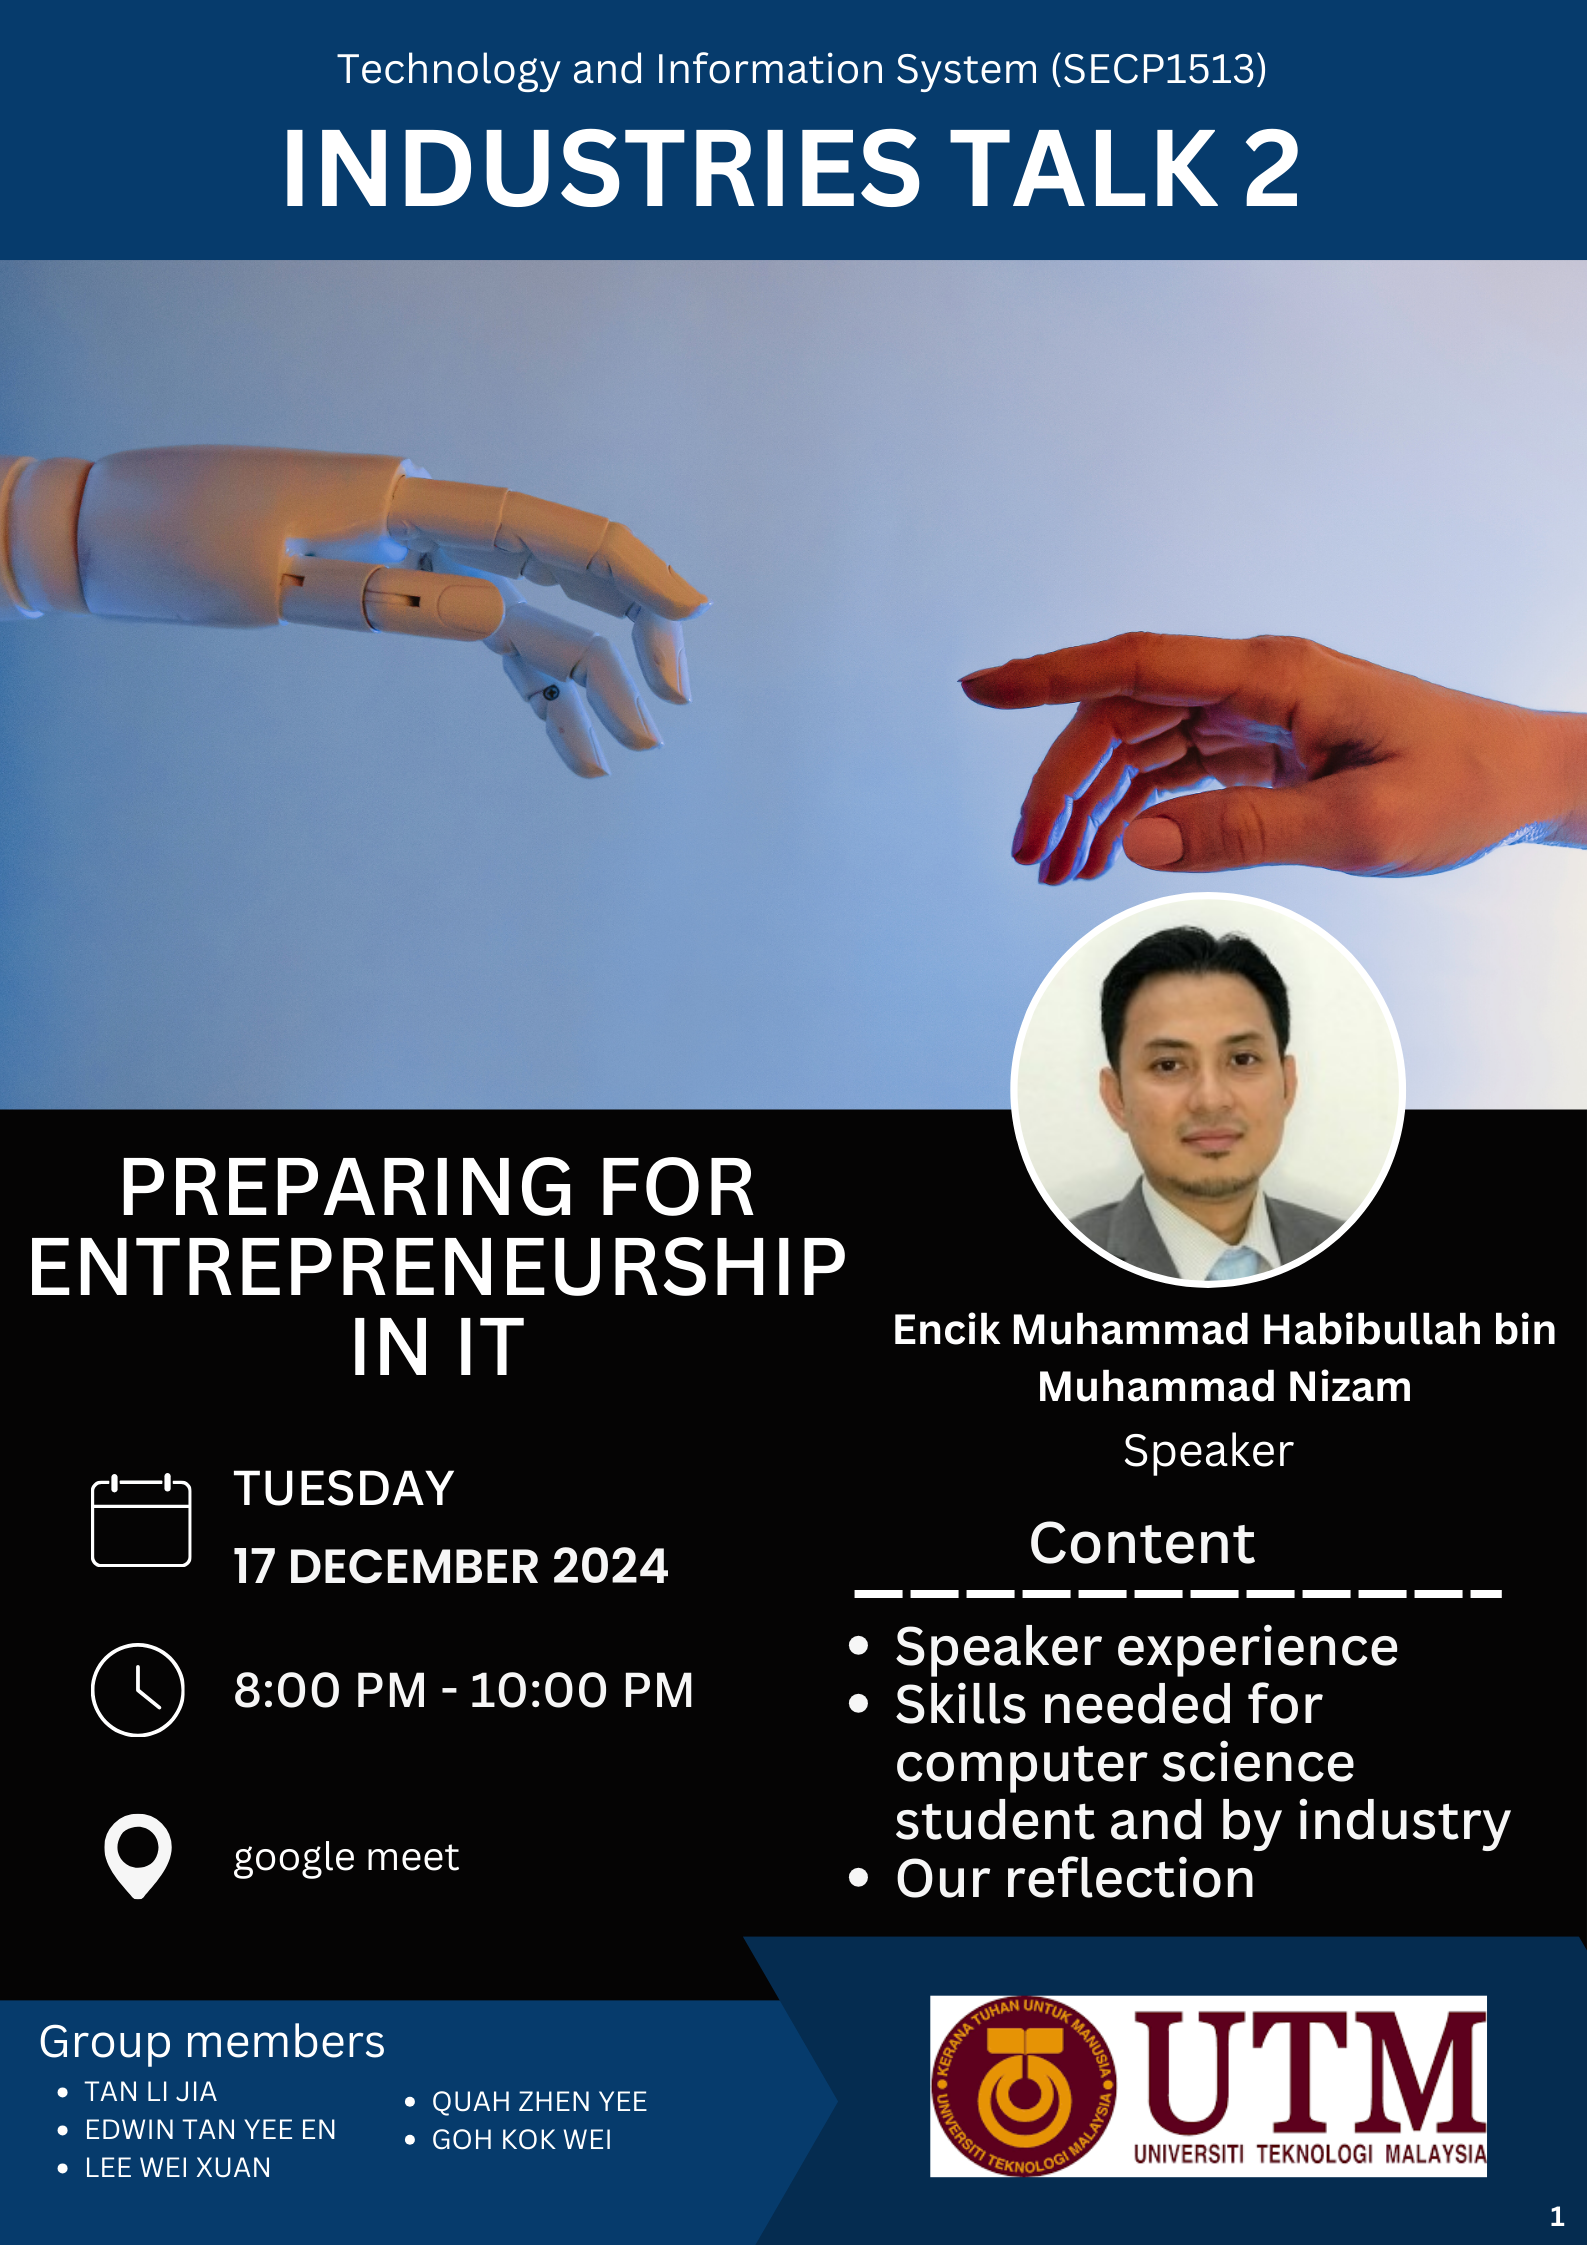 Technology and Information System (SECP1513)
INDUSTRIES TALK 2
PREPARING FOR
ENTREPRENEURSHIP
IN IT
TUESDAY
17 DECEMBER 2024
8:00 PM - 10:00 PM
google meet
Encik Muhammad Habibullah bin
Muhammad Nizam
Speaker
Content
• Speaker experience
• Skills needed for
computer science
student and by industry
• Our reflection
Group members
• TAN LI JIA
• EDWIN TAN YEE EN
• LEE WEI XUAN
• QUAH ZHEN YEE
• GOH KOK WEI
KERANA TUHAN UNTUK MANUSIA
UNIVERSITI TEKNOLOGI MALAYSIA
UTM
UNIVERSITI TEKNOLOGI MALAYSIA
1